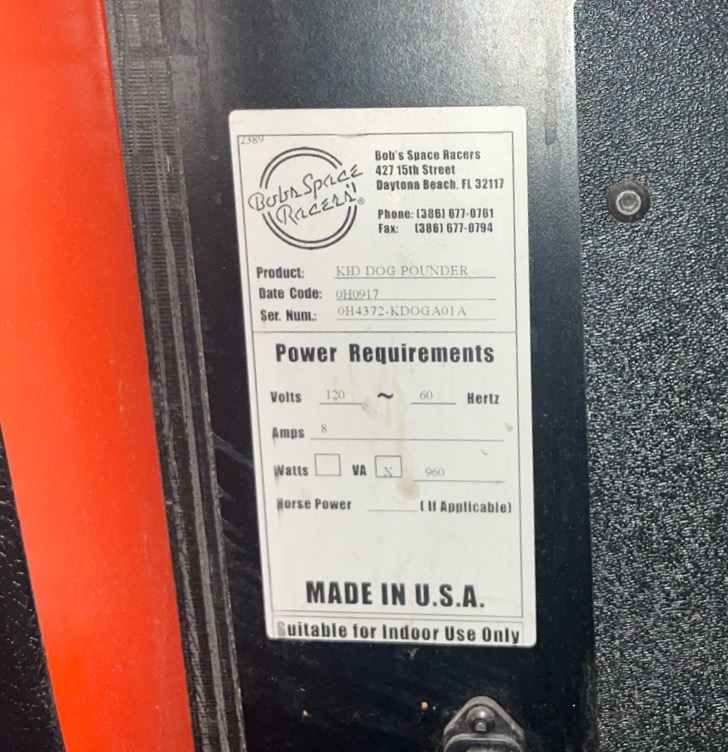 2389
Bob's Space Racers®
Bob's Space Racers
427 15th Street
Daytona Beach, FL 32117
Phone: (386) 677-0761
Fax: (386) 677-0794
Product: KID DOG POUNDER
Date Code: 0H0917
Ser. Num.: 0H4372-KDOGA01A
Power Requirements
Volts 120 ~ 60 Hertz
Amps 8
Watts VA X 960
Horse Power (If Applicable)
MADE IN U.S.A.
Suitable for Indoor Use Only